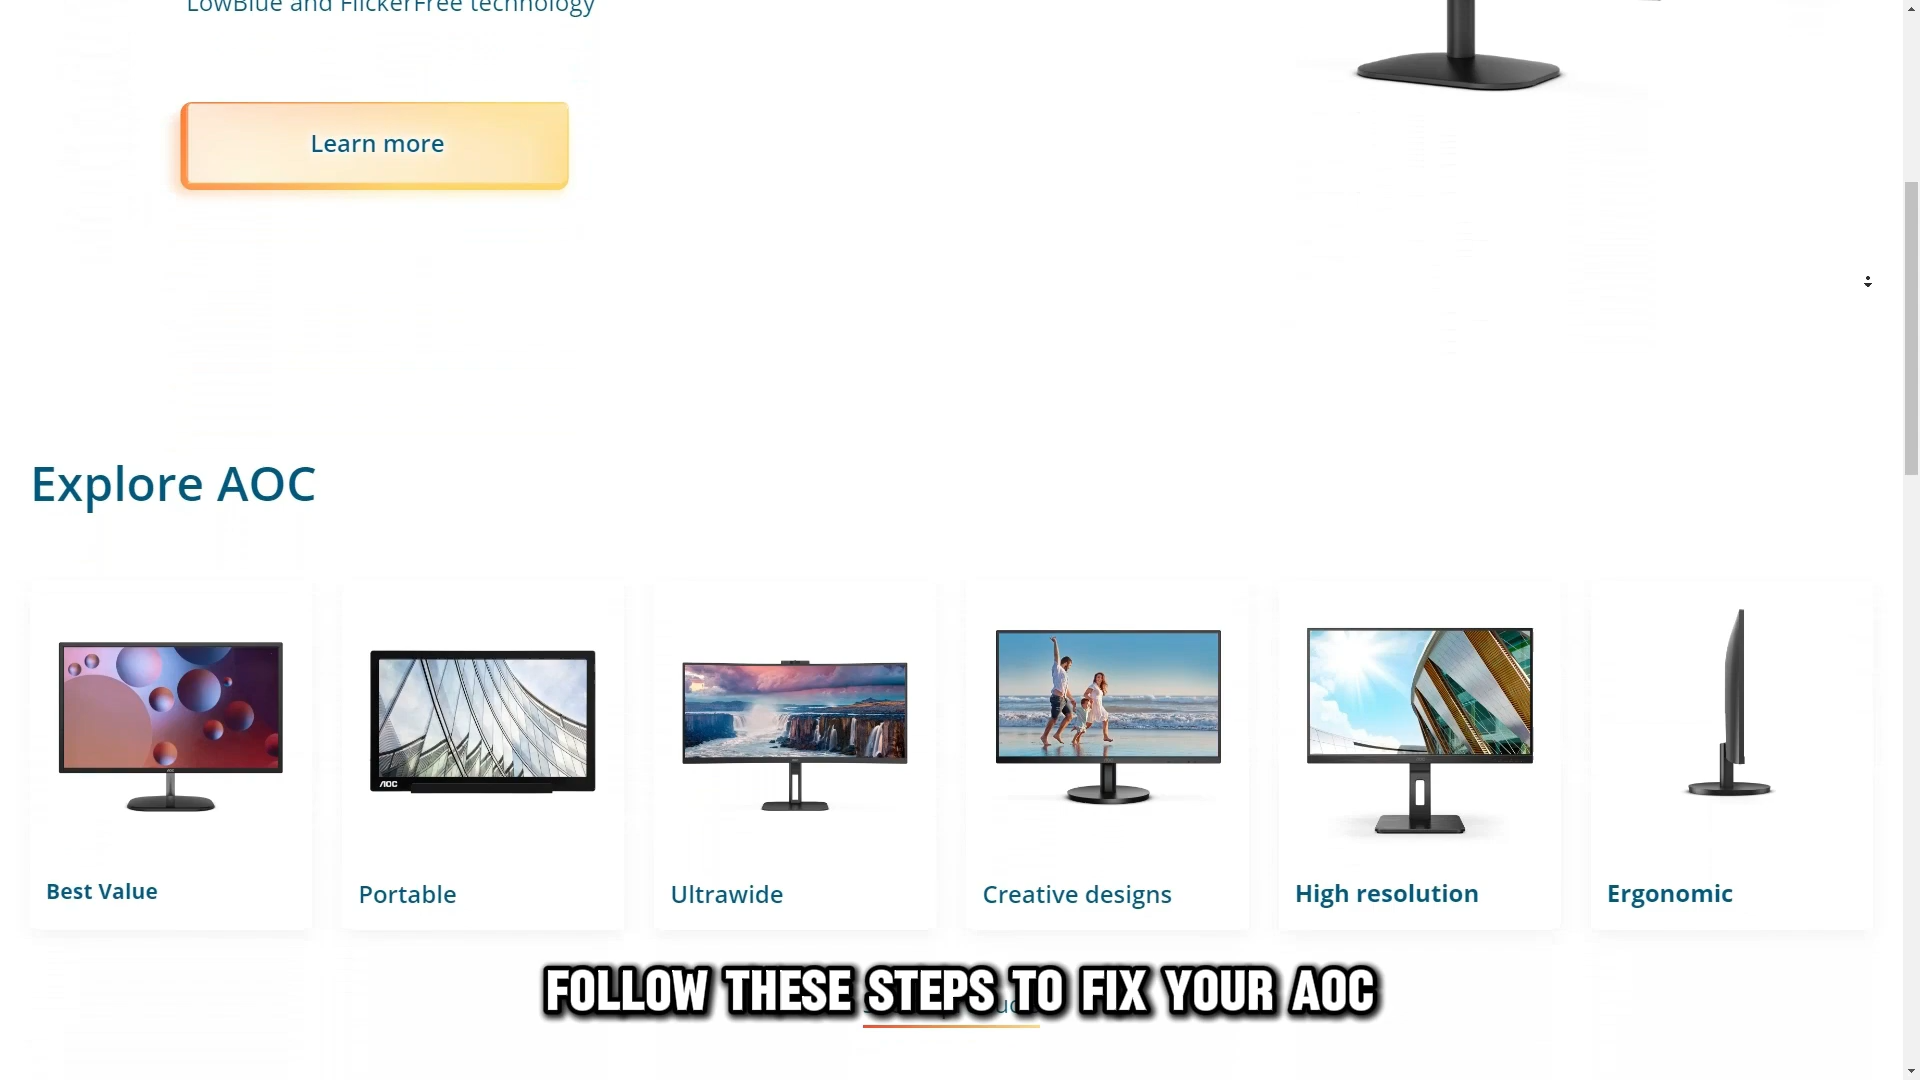 LowBlue and FlickerFree technology
Learn more
Explore AOC
AOC
Best Value
Portable
Ultrawide
Creative designs
High resolution
Ergonomic
FOLLOW THESE STEPS TO FIX YOUR AOC